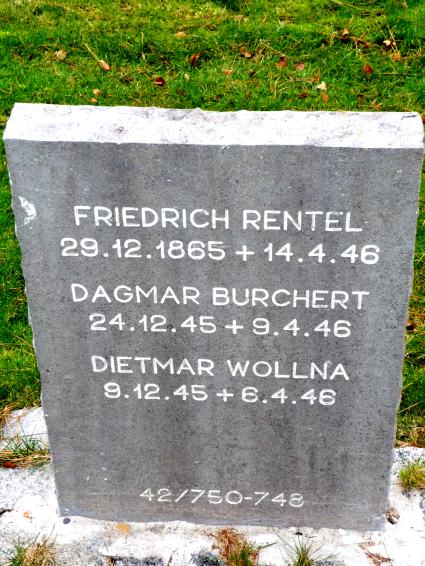 FRIEDRICH RENTEL
29.12.1865 + 14.4.46
DAGMAR BURCHERT
24.12.45 + 9.4.46
DIETMAR WOLLNA
9.12.45 + 6.4.46
42/750-748